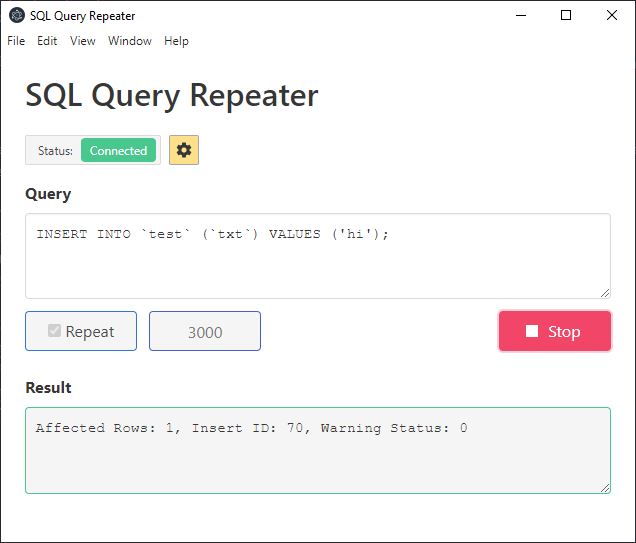 SQL Query Repeater
File Edit View Window Help
SQL Query Repeater
Status: Connected
Query
INSERT INTO `test` (`txt`) VALUES ('hi');
Repeat 3000 Stop
Result
Affected Rows: 1, Insert ID: 70, Warning Status: 0